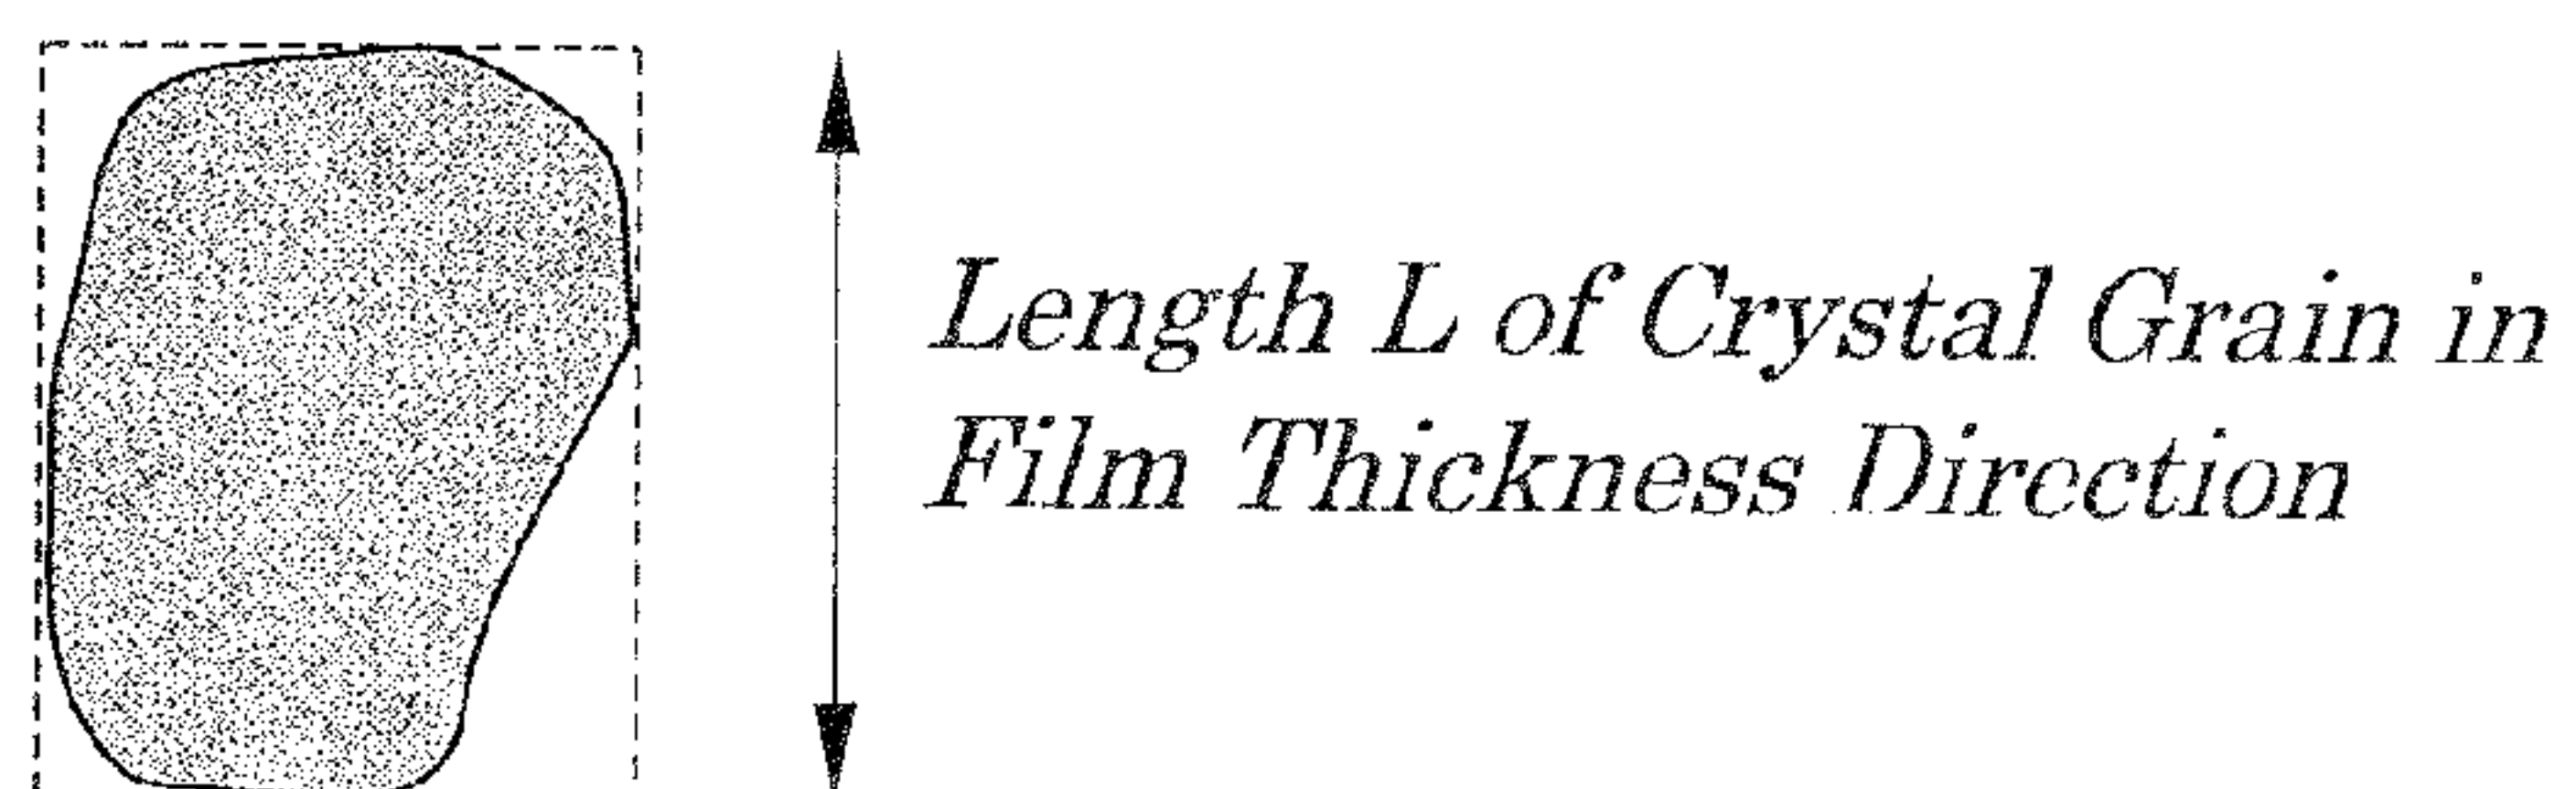 Length L of Crystal Grain in
Film Thickness Direction